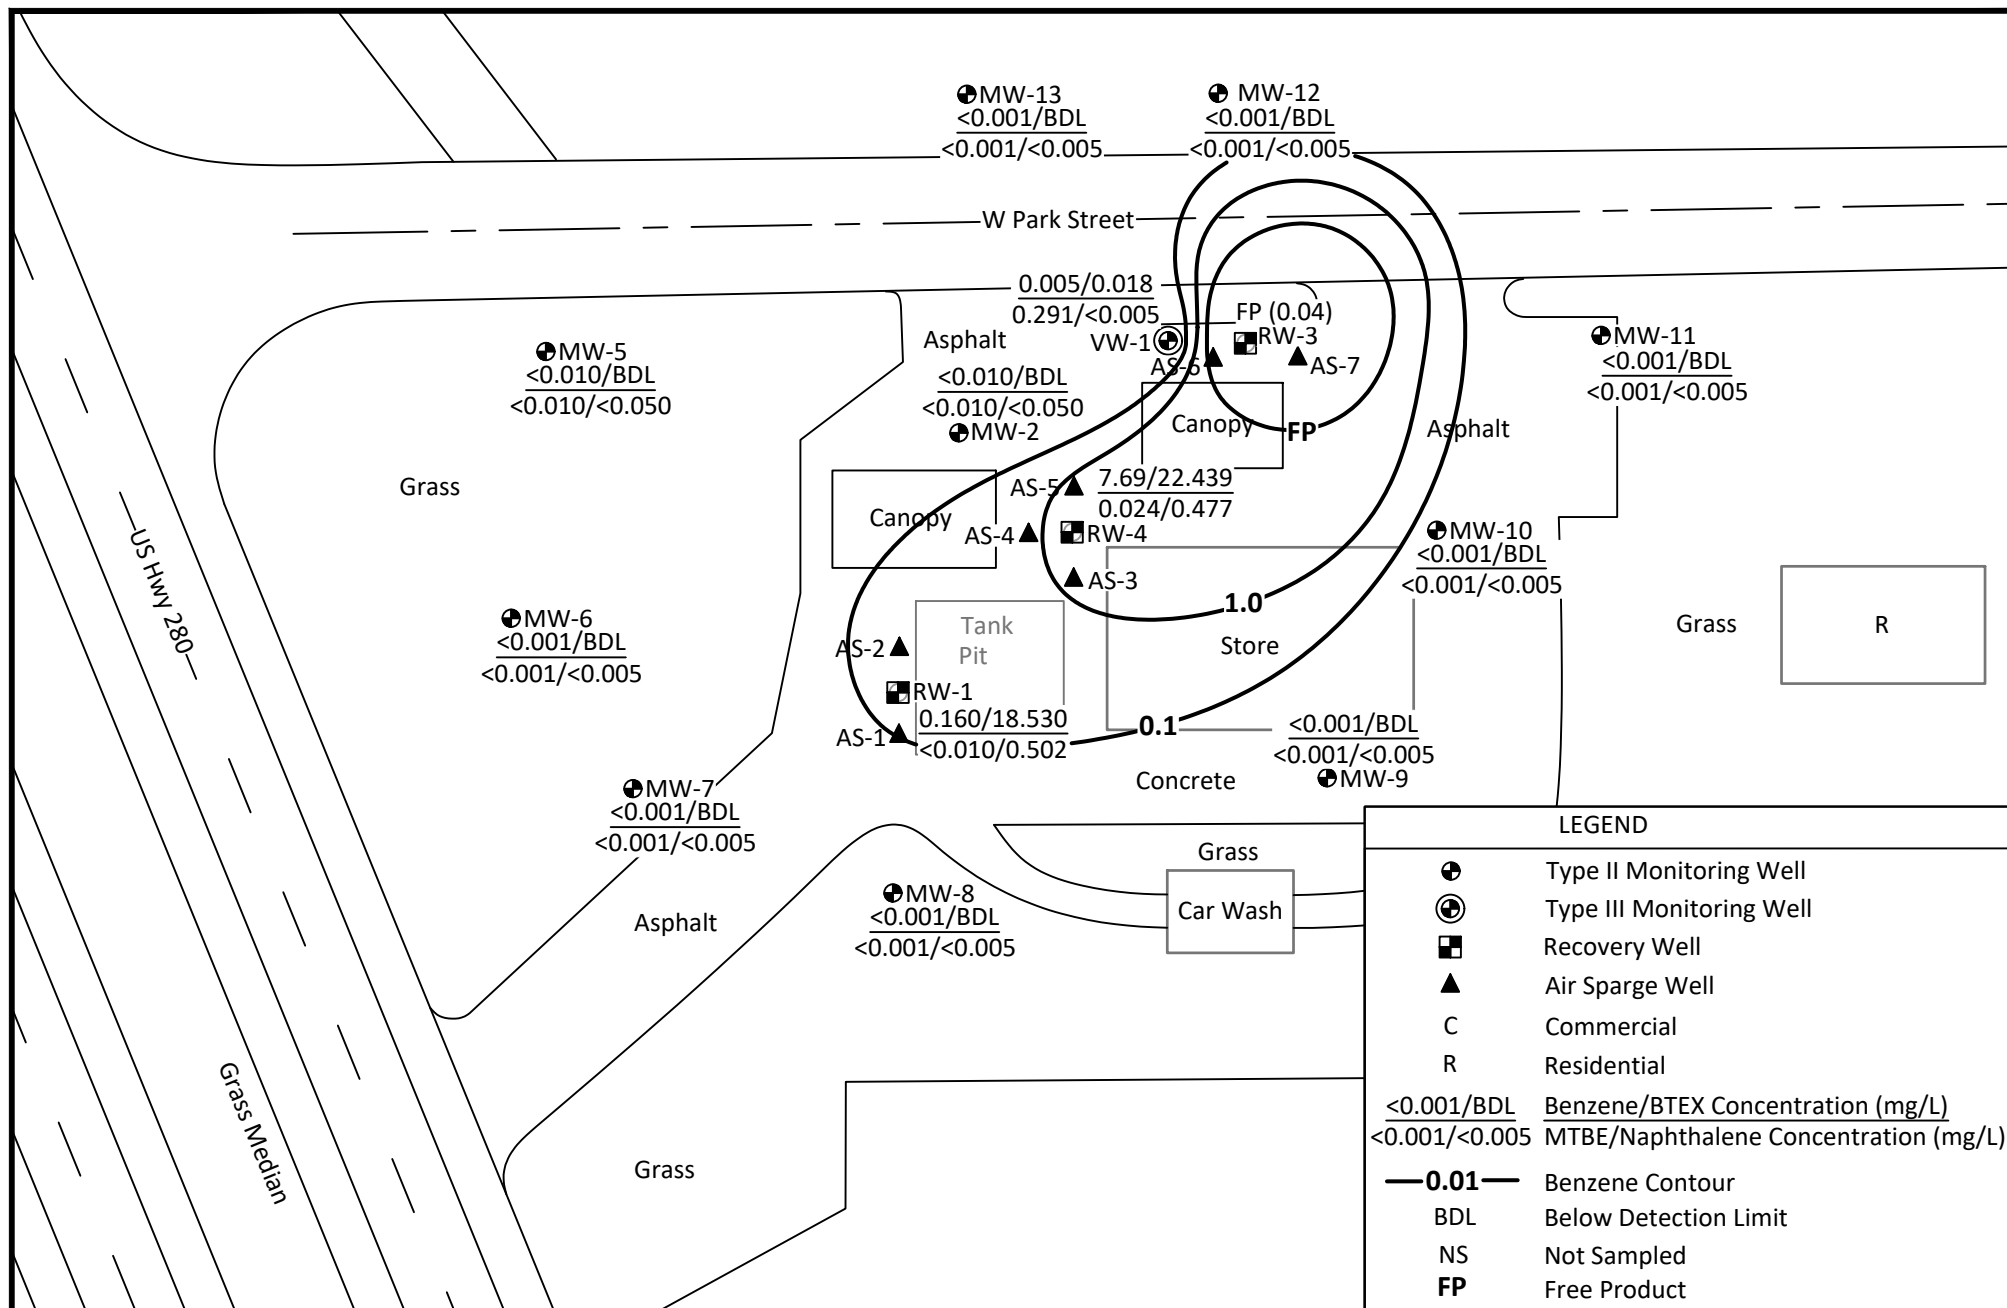 MW-13
<0.001/BDL
<0.001/<0.005
MW-12
<0.001/BDL
<0.001/<0.005
W Park Street
0.005/0.018
0.291/<0.005
VW-1
FP (0.04)
RW-3
AS-6
AS-7
Asphalt
<0.010/BDL
<0.010/<0.050
MW-2
MW-5
<0.010/BDL
<0.010/<0.050
MW-11
<0.001/BDL
<0.001/<0.005
Canopy
FP
Asphalt
Grass
AS-5
7.69/22.439
0.024/0.477
Canopy
AS-4
RW-4
AS-3
MW-10
<0.001/BDL
<0.001/<0.005
US Hwy 280
MW-6
<0.001/BDL
<0.001/<0.005
1.0
Tank
Pit
Store
Grass
R
AS-2
RW-1
0.160/18.530
<0.010/0.502
AS-1
0.1
<0.001/BDL
<0.001/<0.005
MW-9
Concrete
MW-7
<0.001/BDL
<0.001/<0.005
Grass
Car Wash
MW-8
<0.001/BDL
<0.001/<0.005
Asphalt
Grass Median
Grass
LEGEND
Type II Monitoring Well
Type III Monitoring Well
Recovery Well
Air Sparge Well
C Commercial
R Residential
<0.001/BDL Benzene/BTEX Concentration (mg/L)
<0.001/<0.005 MTBE/Naphthalene Concentration (mg/L)
0.01 Benzene Contour
BDL Below Detection Limit
NS Not Sampled
FP Free Product